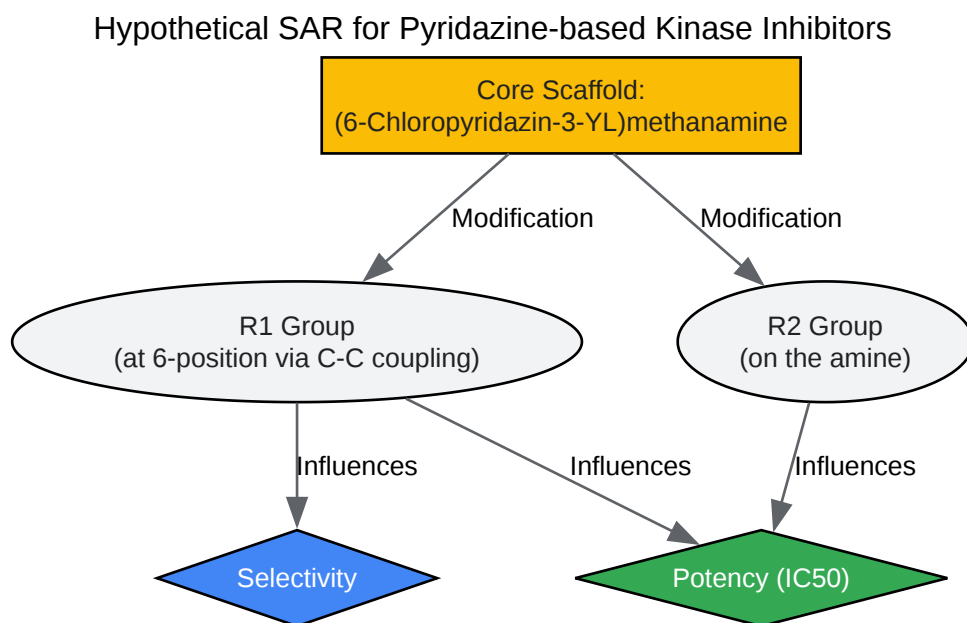 Hypothetical SAR for Pyridazine-based Kinase Inhibitors
Core Scaffold:
(6-Chloropyridazin-3-YL)methanamine
Modification
Modification
R1 Group
(at 6-position via C-C coupling)
R2 Group
(on the amine)
Influences
Influences
Influences
Selectivity
Potency (IC50)